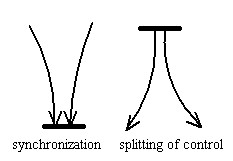 synchronization
splitting of control